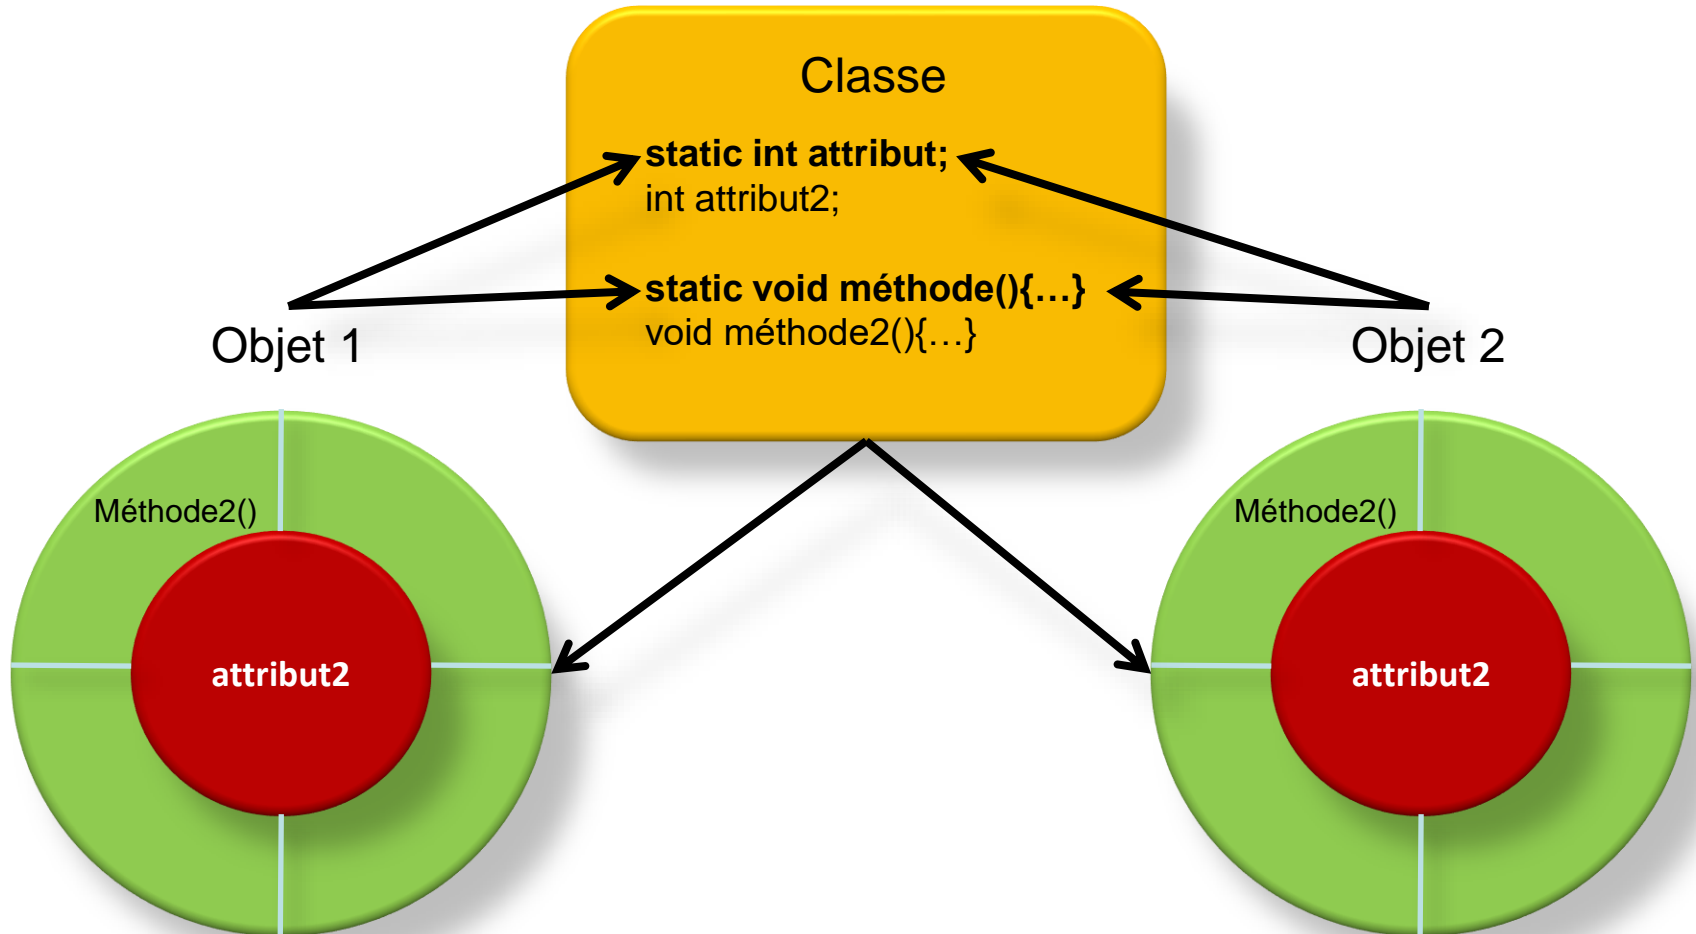 Classe
static int attribut;
int attribut2;
static void méthode(){…}
void méthode2(){…}
Objet 1
Objet 2
Méthode2()
Méthode2()
attribut2
attribut2